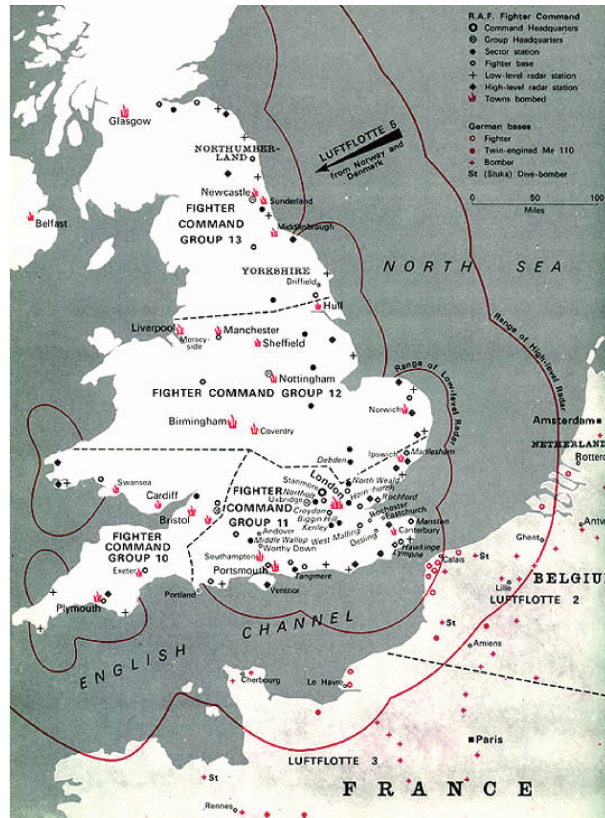 R.A.F. Fighter Command
Command Headquarters
Group Headquarters
Sector station
Fighter base
Low-level radar station
High-level radar station
Towns bombed
German bases
Fighter
Twin-engined Me 110
Bomber
St (Stuka) Dive-bomber
0 50 100
Miles
LUFTFLOTTE 5
from Norway and
Denmark
Glasgow
NORTHUMBER-
LAND
Newcastle
Sunderland
Belfast
FIGHTER
COMMAND
GROUP 13
Middlesbrough
YORKSHIRE
Driffield
Hull
NORTH SEA
Liverpool
Mersey-
side
Manchester
Sheffield
Range of High-level Radar
Range of Low-level Radar
Nottingham
FIGHTER COMMAND GROUP 12
Norwich
Birmingham
Coventry
Amsterdam
NETHERLAND
Rotter
Ipswich
Martlesham
Debden
Swansea
Cardiff
Bristol
FIGHTER
COMMAND
GROUP 11
Stanmore
London
North Weald
Northolt
Hornchurch
Uxbridge
Rochford
Croydon
Rochester
Eastchurch
Biggin Hill
Kenley
Manston
Andover
Middle Wallop
West Malling
Detling
Canterbury
Worthy Down
Hawkinge
Lympne
Southampton
Portsmouth
Tangmere
Ventnor
FIGHTER
COMMAND
GROUP 10
Exeter
Plymouth
Portland
Antw
Ghent
Calais
St
BELGIU
Lille
LUFTFLOTTE 2
St
Amiens
ENGLISH CHANNEL
Cherbourg
Le Havre
Paris
LUFTFLOTTE 3
St
FRANCE
Rennes